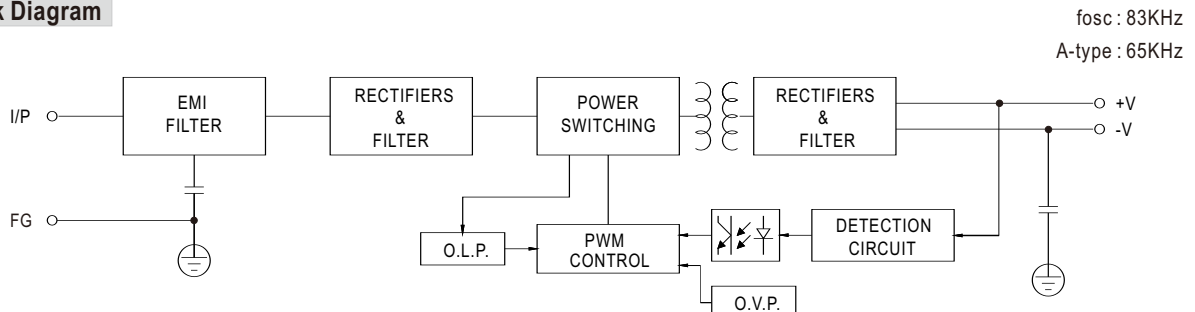 k Diagram
fosc : 83KHz
A-type : 65KHz
I/P
EMI
FILTER
RECTIFIERS
&
FILTER
POWER
SWITCHING
RECTIFIERS
&
FILTER
+V
-V
FG
O.L.P.
PWM
CONTROL
DETECTION
CIRCUIT
O.V.P.